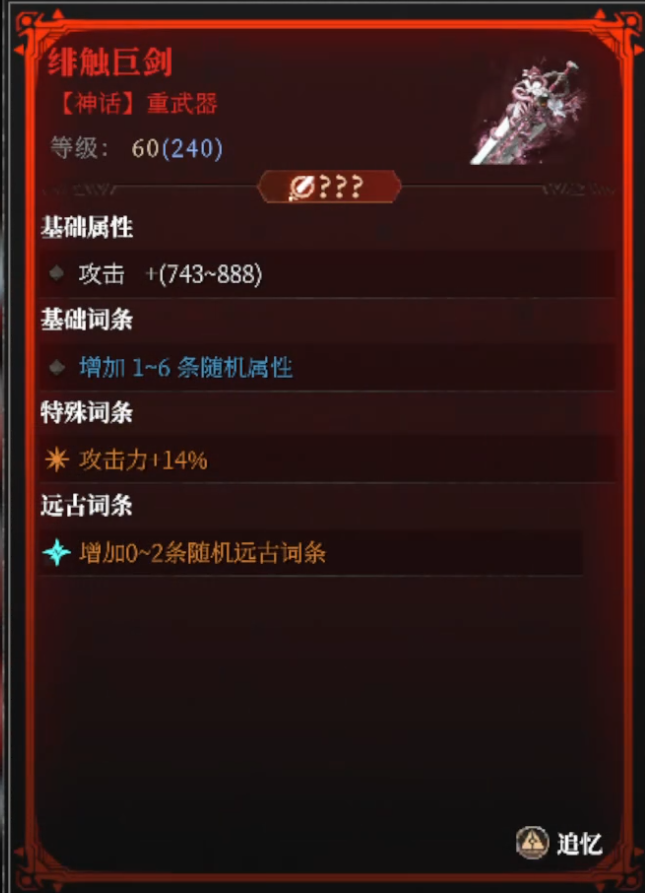 绯触巨剑
【神话】重武器
等级： 60(240)
???
基础属性
攻击 +(743~888)
基础词条
增加 1~6 条随机属性
特殊词条
攻击力+14%
远古词条
增加0~2条随机远古词条
追忆